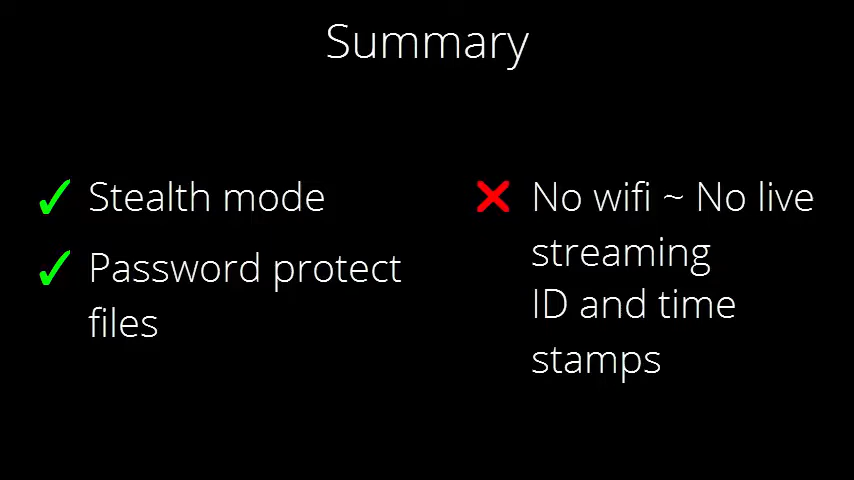 Summary
Stealth mode
Password protect
files
No wifi ~ No live
streaming
ID and time
stamps